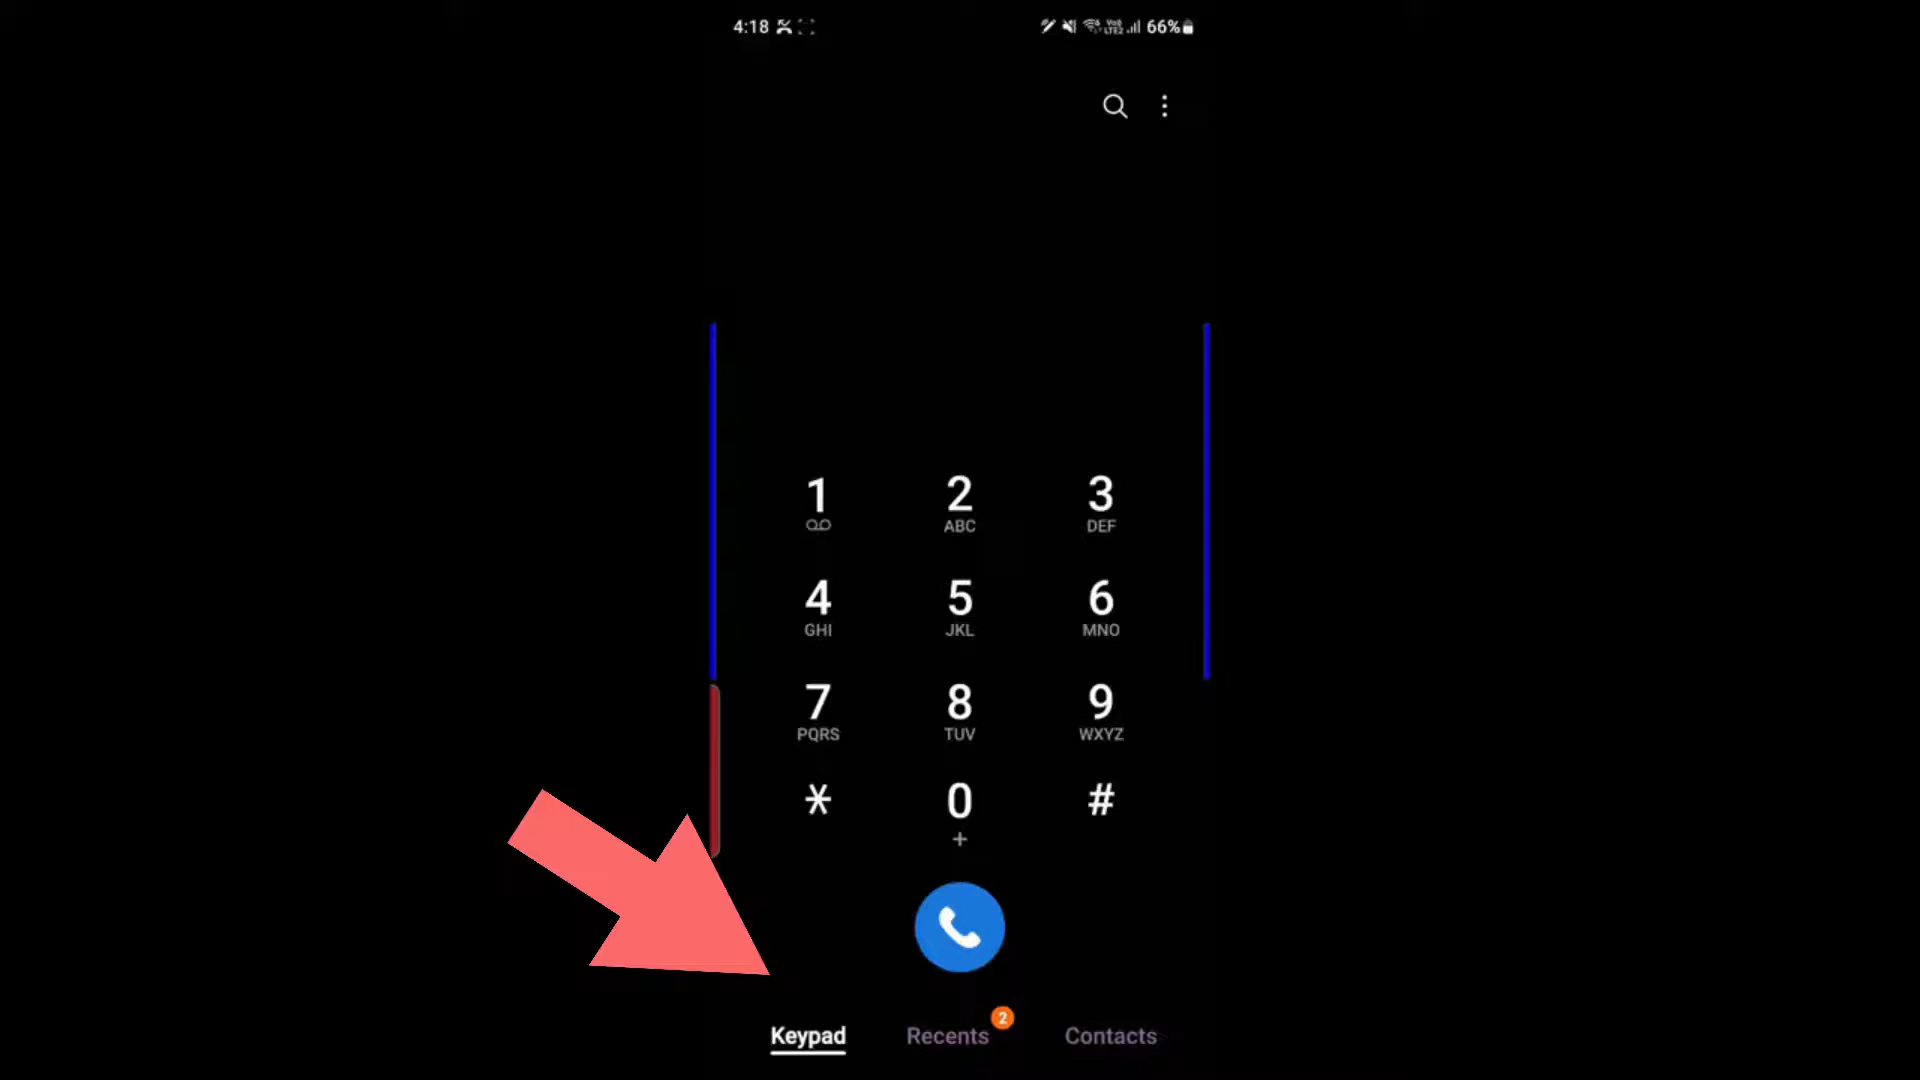 4:18 66%
1 2 3
ABC DEF
4 5 6
GHI JKL MNO
7 8 9
PQRS TUV WXYZ
* 0 #
+
2
Keypad Recents Contacts